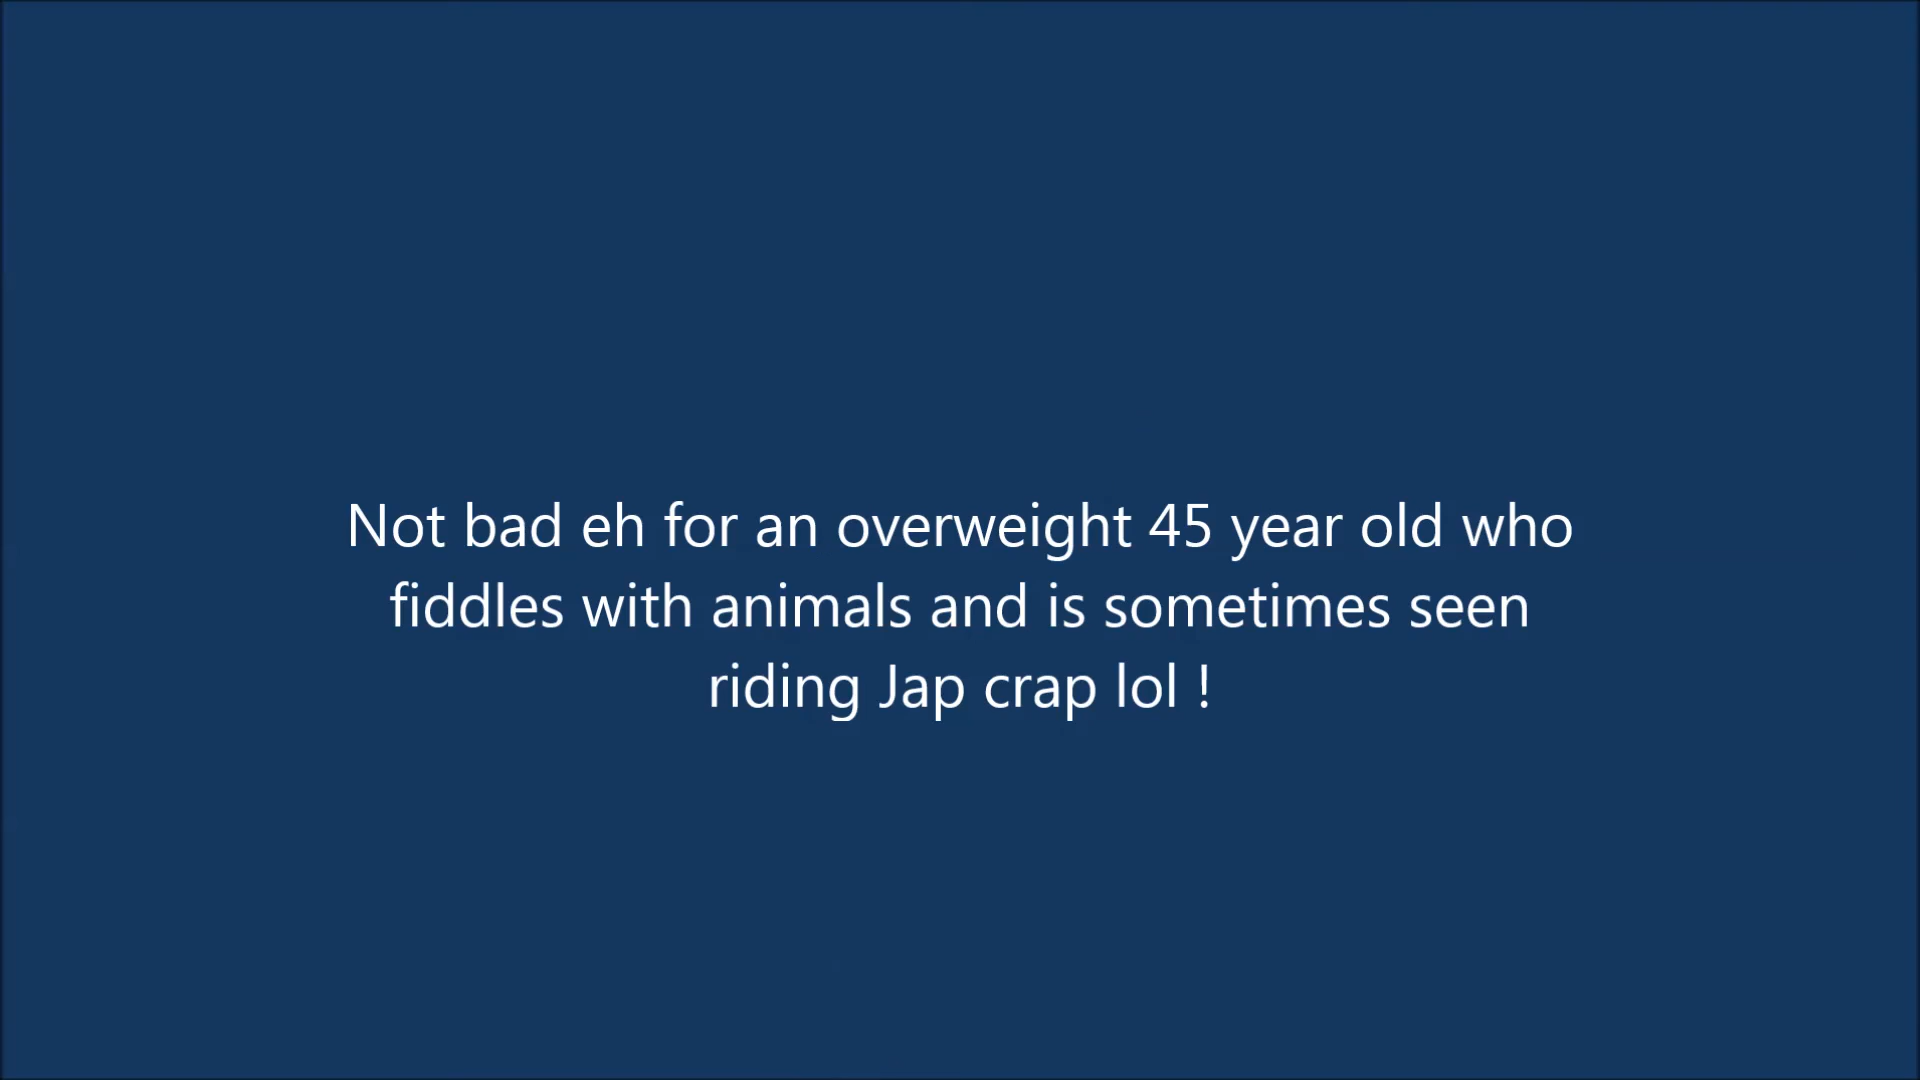 Not bad eh for an overweight 45 year old who
fiddles with animals and is sometimes seen
riding Jap crap lol !